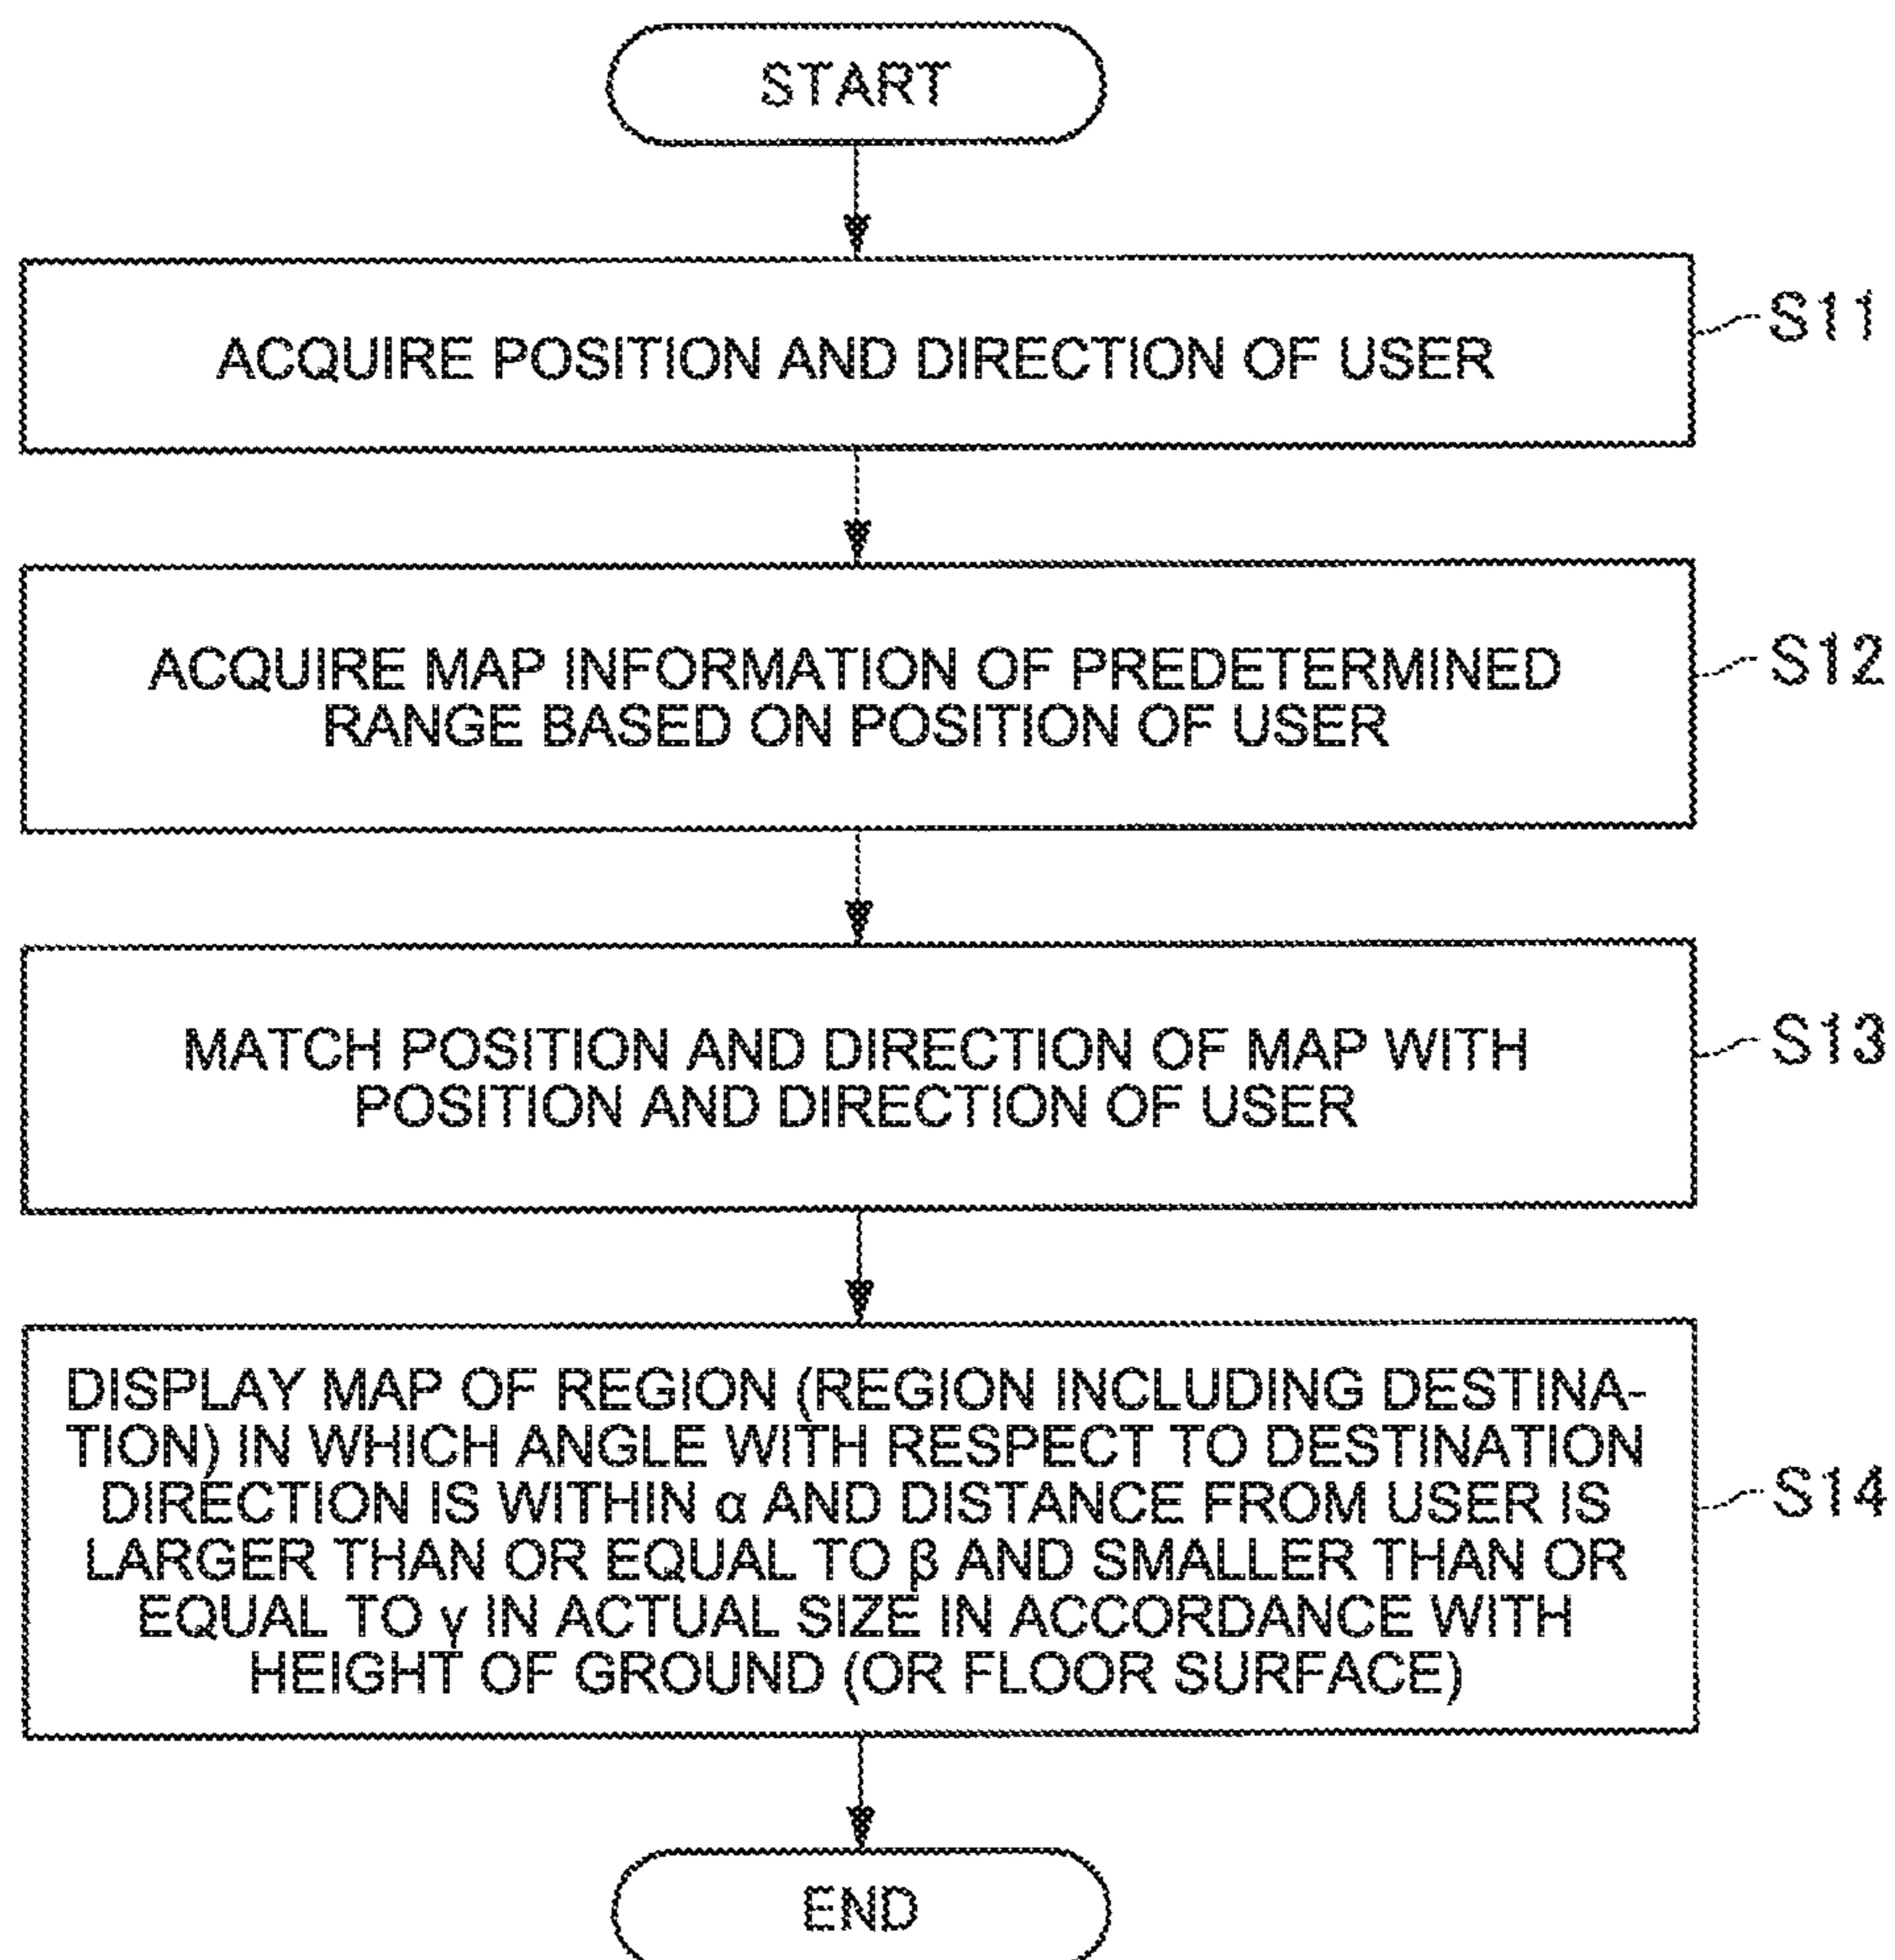 START
ACQUIRE POSITION AND DIRECTION OF USER
S11
ACQUIRE MAP INFORMATION OF PREDETERMINED
RANGE BASED ON POSITION OF USER
S12
MATCH POSITION AND DIRECTION OF MAP WITH
POSITION AND DIRECTION OF USER
S13
DISPLAY MAP OF REGION (REGION INCLUDING DESTINA-
TION) IN WHICH ANGLE WITH RESPECT TO DESTINATION
DIRECTION IS WITHIN α AND DISTANCE FROM USER IS
LARGER THAN OR EQUAL TO β AND SMALLER THAN OR
EQUAL TO γ IN ACTUAL SIZE IN ACCORDANCE WITH
HEIGHT OF GROUND (OR FLOOR SURFACE)
S14
END